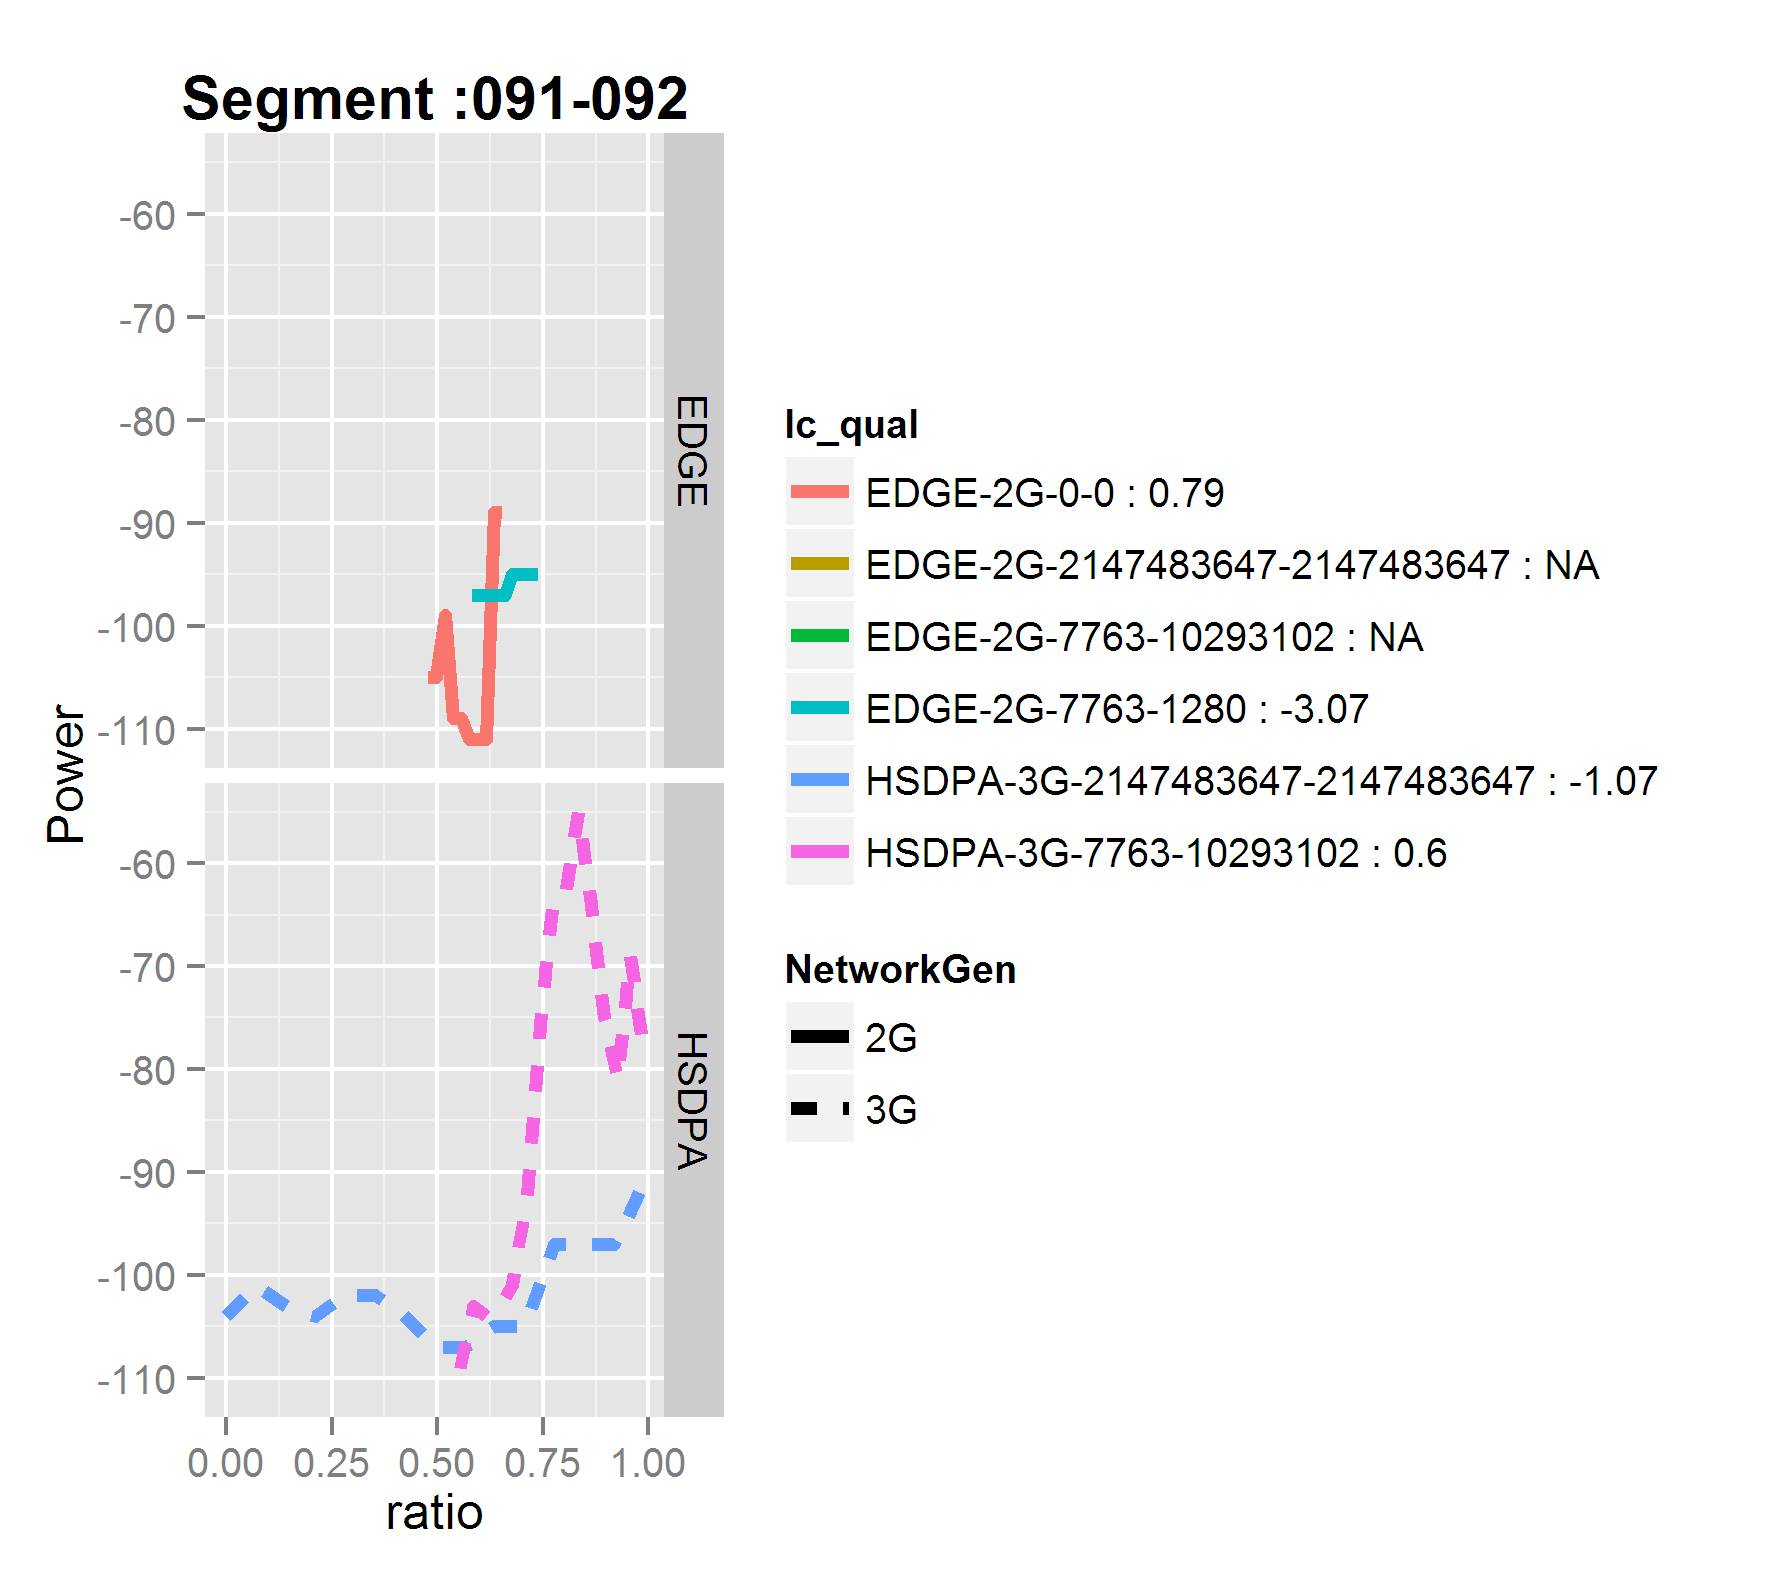 Segment :091-092
-60
-70
-80
-90
-100
-110
EDGE
-60
-70
-80
-90
-100
-110
HSDPA
Power
0.00 0.25 0.50 0.75 1.00
ratio
lc_qual
EDGE-2G-0-0 : 0.79
EDGE-2G-2147483647-2147483647 : NA
EDGE-2G-7763-10293102 : NA
EDGE-2G-7763-1280 : -3.07
HSDPA-3G-2147483647-2147483647 : -1.07
HSDPA-3G-7763-10293102 : 0.6
NetworkGen
2G
3G